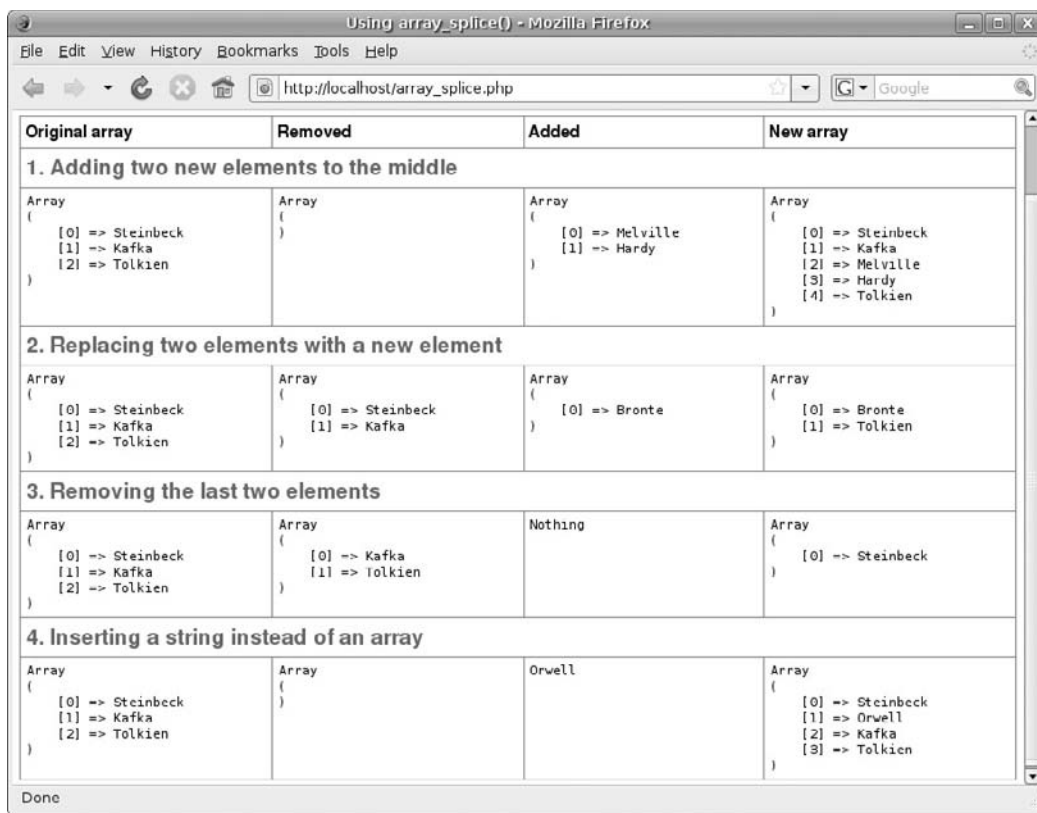 Using array_splice() - Mozilla Firefox
File Edit View History Bookmarks Tools Help
http://localhost/array_splice.php
G Google
Original array Removed Added New array
1. Adding two new elements to the middle
Array
(
[0] => Steinbeck
[1] => Kafka
[2] => Tolkien
)
Array
(
)
Array
(
[0] => Melville
[1] => Hardy
)
Array
(
[0] => Steinbeck
[1] => Kafka
[2] => Melville
[3] => Hardy
[4] => Tolkien
)
2. Replacing two elements with a new element
Array
(
[0] => Steinbeck
[1] => Kafka
[2] => Tolkien
)
Array
(
[0] => Steinbeck
[1] => Kafka
)
Array
(
[0] => Bronte
)
Array
(
[0] => Bronte
[1] => Tolkien
)
3. Removing the last two elements
Array
(
[0] => Steinbeck
[1] => Kafka
[2] => Tolkien
)
Array
(
[0] => Kafka
[1] => Tolkien
)
Nothing
Array
(
[0] => Steinbeck
)
4. Inserting a string instead of an array
Array
(
[0] => Steinbeck
[1] => Kafka
[2] => Tolkien
)
Array
(
)
Orwell
Array
(
[0] => Steinbeck
[1] => Orwell
[2] => Kafka
[3] => Tolkien
)
Done